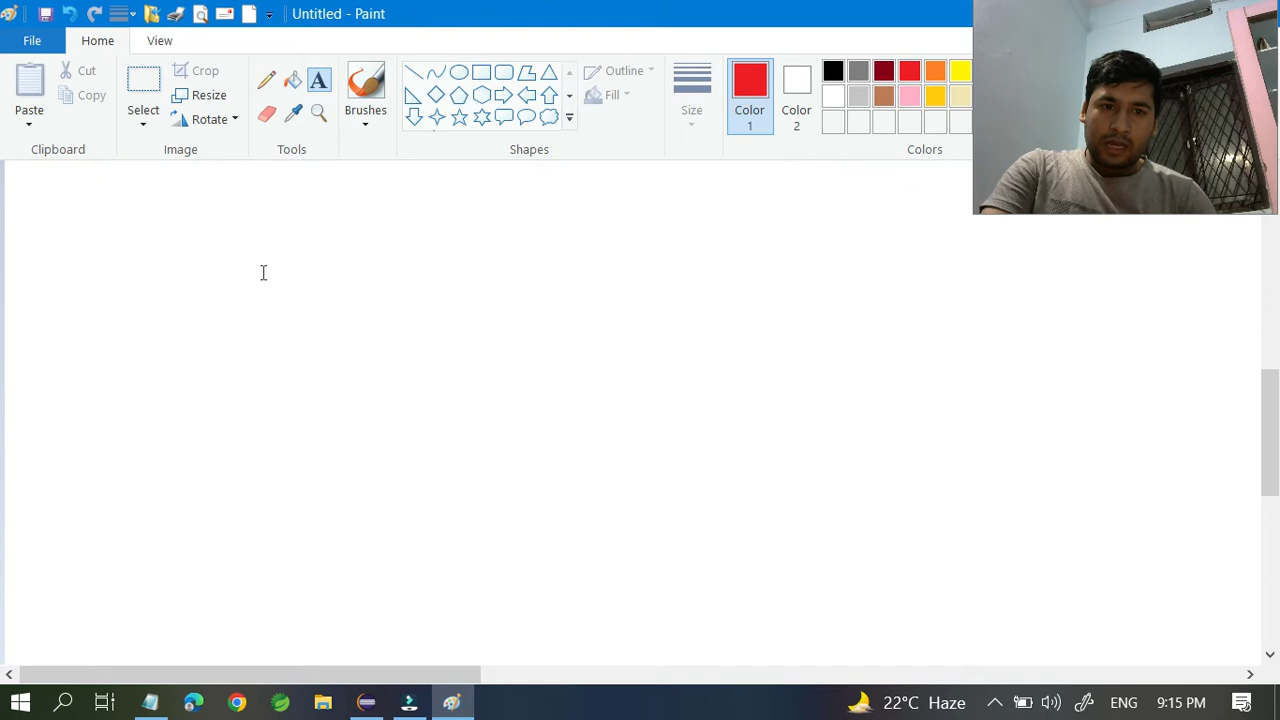 Untitled - Paint
File
Home
View
Paste
Cut
Copy
Clipboard
Select
Crop
Resize
Rotate
Image
A
Tools
Brushes
Outline
Fill
Shapes
Size
Color
1
Color
2
Colors
22°C Haze
ENG
9:15 PM